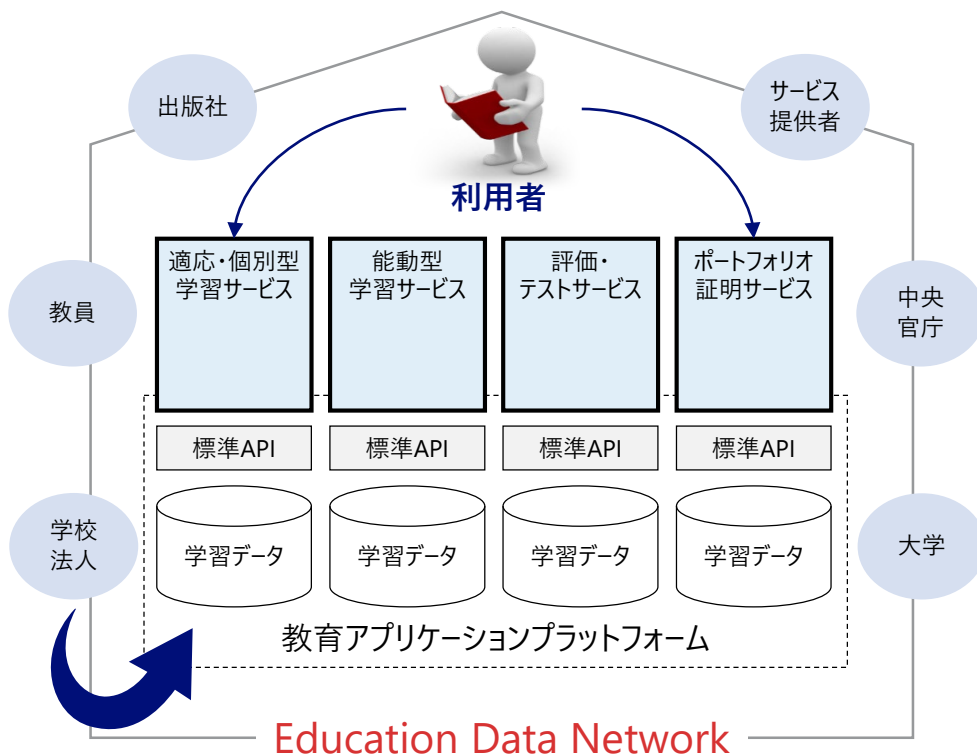 出版社
サービス
提供者
利用者
適応・個別型
学習サービス
能動型
学習サービス
評価・
テストサービス
ポートフォリオ
証明サービス
教員
中央
官庁
標準API
標準API
標準API
標準API
学校
法人
学習データ
学習データ
学習データ
学習データ
大学
教育アプリケーションプラットフォーム
Education Data Network